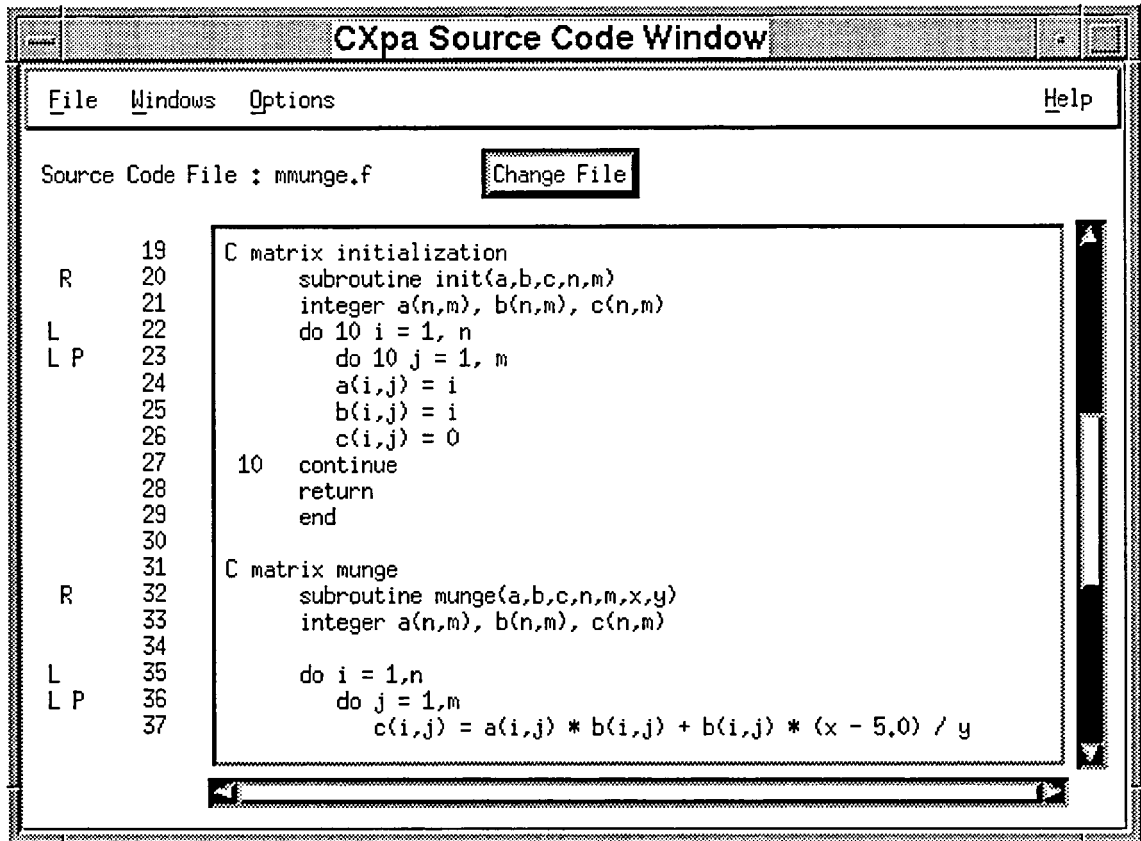 CXpa Source Code Window
File Windows Options Help
Source Code File : mmunge.f Change File
19 C matrix initialization
R 20 subroutine init(a,b,c,n,m)
21 integer a(n,m), b(n,m), c(n,m)
L 22 do 10 i = 1, n
L P 23 do 10 j = 1, m
24 a(i,j) = i
25 b(i,j) = i
26 c(i,j) = 0
27 10 continue
28 return
29 end
30
31 C matrix munge
R 32 subroutine munge(a,b,c,n,m,x,y)
33 integer a(n,m), b(n,m), c(n,m)
34
L 35 do i = 1,n
L P 36 do j = 1,m
37 c(i,j) = a(i,j) * b(i,j) + b(i,j) * (x - 5.0) / y